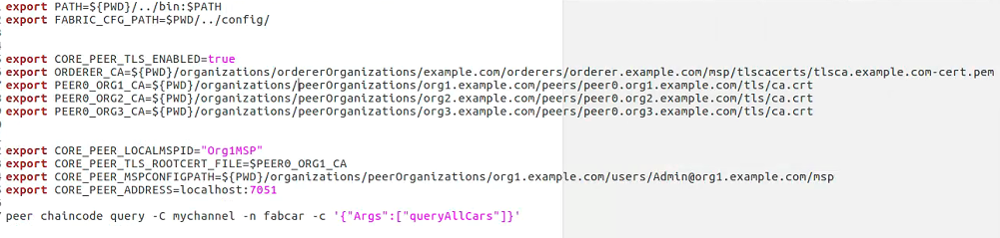 export PATH=${PWD}/../bin:$PATH
export FABRIC_CFG_PATH=$PWD/../config/
export CORE_PEER_TLS_ENABLED=true
export ORDERER_CA=${PWD}/organizations/ordererOrganizations/example.com/orderers/orderer.example.com/msp/tlscacerts/tlsca.example.com-cert.pem
export PEER0_ORG1_CA=${PWD}/organizations/peerOrganizations/org1.example.com/peers/peer0.org1.example.com/tls/ca.crt
export PEER0_ORG2_CA=${PWD}/organizations/peerOrganizations/org2.example.com/peers/peer0.org2.example.com/tls/ca.crt
export PEER0_ORG3_CA=${PWD}/organizations/peerOrganizations/org3.example.com/peers/peer0.org3.example.com/tls/ca.crt
export CORE_PEER_LOCALMSPID="Org1MSP"
export CORE_PEER_TLS_ROOTCERT_FILE=$PEER0_ORG1_CA
export CORE_PEER_MSPCONFIGPATH=${PWD}/organizations/peerOrganizations/org1.example.com/users/Admin@org1.example.com/msp
export CORE_PEER_ADDRESS=localhost:7051
peer chaincode query -C mychannel -n fabcar -c '{"Args":["queryAllCars"]}'